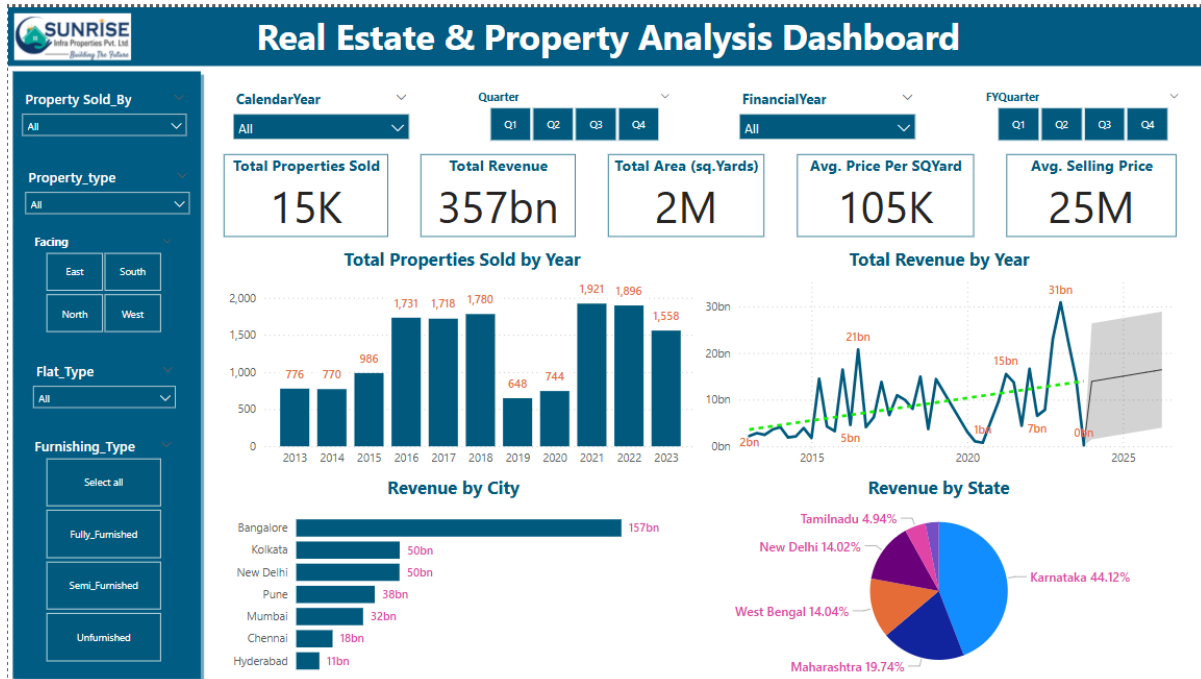 SUNRISE
Infra Properties Pvt. Ltd
Building The Future
Real Estate & Property Analysis Dashboard
Property Sold_By
All
Property_type
All
Facing
East South
North West
Flat_Type
All
Furnishing_Type
Select all
Fully_Furnished
Semi_Furnished
Unfurnished
CalendarYear
All
Quarter
Q1 Q2 Q3 Q4
FinancialYear
All
FYQuarter
Q1 Q2 Q3 Q4
Total Properties Sold
15K
Total Revenue
357bn
Total Area (sq.Yards)
2M
Avg. Price Per SQYard
105K
Avg. Selling Price
25M
Total Properties Sold by Year
2,000
1,500
1,000
500
0
776 770 986 1,731 1,718 1,780 648 744 1,921 1,896 1,558
2013 2014 2015 2016 2017 2018 2019 2020 2021 2022 2023
Total Revenue by Year
30bn
20bn
10bn
0bn
2bn 21bn 5bn 1bn 15bn 7bn 31bn 0bn
2015 2020 2025
Revenue by City
Bangalore 157bn
Kolkata 50bn
New Delhi 50bn
Pune 38bn
Mumbai 32bn
Chennai 18bn
Hyderabad 11bn
Revenue by State
Tamilnadu 4.94%
New Delhi 14.02%
West Bengal 14.04%
Maharashtra 19.74%
Karnataka 44.12%